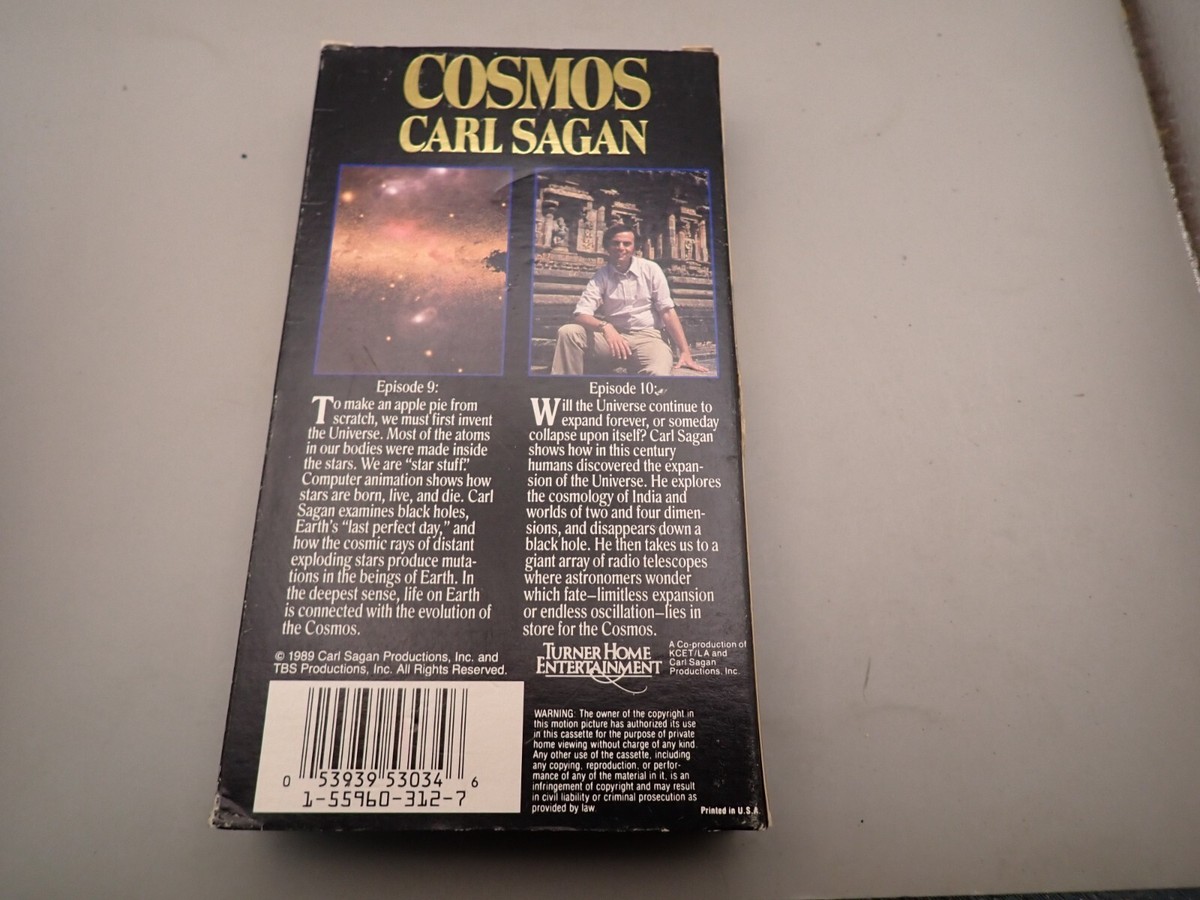 COSMOS
CARL SAGAN
Episode 9:
To make an apple pie from
scratch, we must first invent
the Universe. Most of the atoms
in our bodies were made inside
the stars. We are “star stuff.”
Computer animation shows how
stars are born, live, and die. Carl
Sagan examines black holes,
Earth's “last perfect day,” and
how the cosmic rays of distant
exploding stars produce muta-
tions in the beings of Earth. In
the deepest sense, life on Earth
is connected with the evolution of
the Cosmos.
Episode 10:
Will the Universe continue to
expand forever, or someday
collapse upon itself? Carl Sagan
shows how in this century
humans discovered the expan-
sion of the Universe. He explores
the cosmology of India and
worlds of two and four dimen-
sions, and disappears down a
black hole. He then takes us to a
giant array of radio telescopes
where astronomers wonder
which fate—limitless expansion
or endless oscillation—lies in
store for the Cosmos.
© 1989 Carl Sagan Productions, Inc. and
TBS Productions, Inc. All Rights Reserved.
TURNER HOME
ENTERTAINMENT
A Co-production of
KCET/LA and
Carl Sagan
Productions, Inc.
0 53939 53034 6
1-55960-312-7
WARNING: The owner of the copyright in
this motion picture has authorized its use
in this cassette for the purpose of private
home viewing without charge of any kind.
Any other use of the cassette, including
any copying, reproduction, or perfor-
mance of any of the material in it, is an
infringement of copyright and may result
in civil liability or criminal prosecution as
provided by law.
Printed in U.S.A.